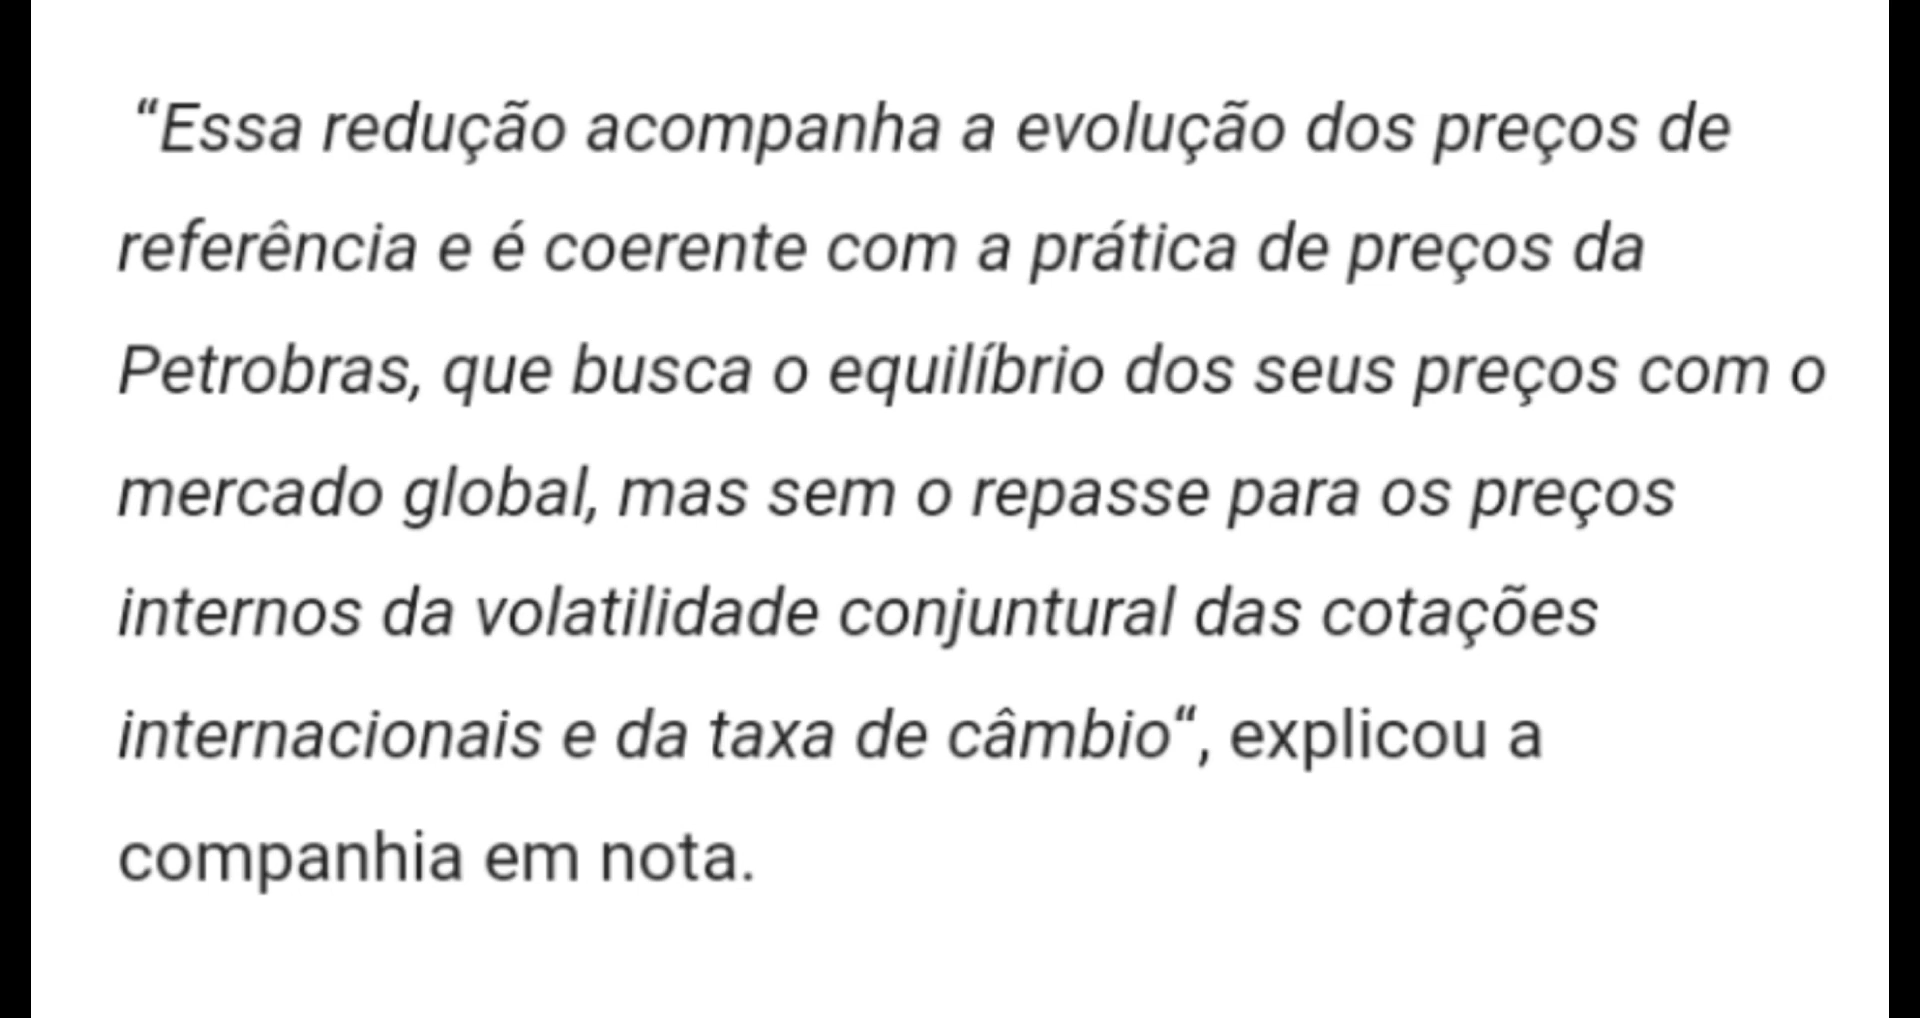 “Essa redução acompanha a evolução dos preços de
referência e é coerente com a prática de preços da
Petrobras, que busca o equilíbrio dos seus preços com o
mercado global, mas sem o repasse para os preços
internos da volatilidade conjuntural das cotações
internacionais e da taxa de câmbio“, explicou a
companhia em nota.